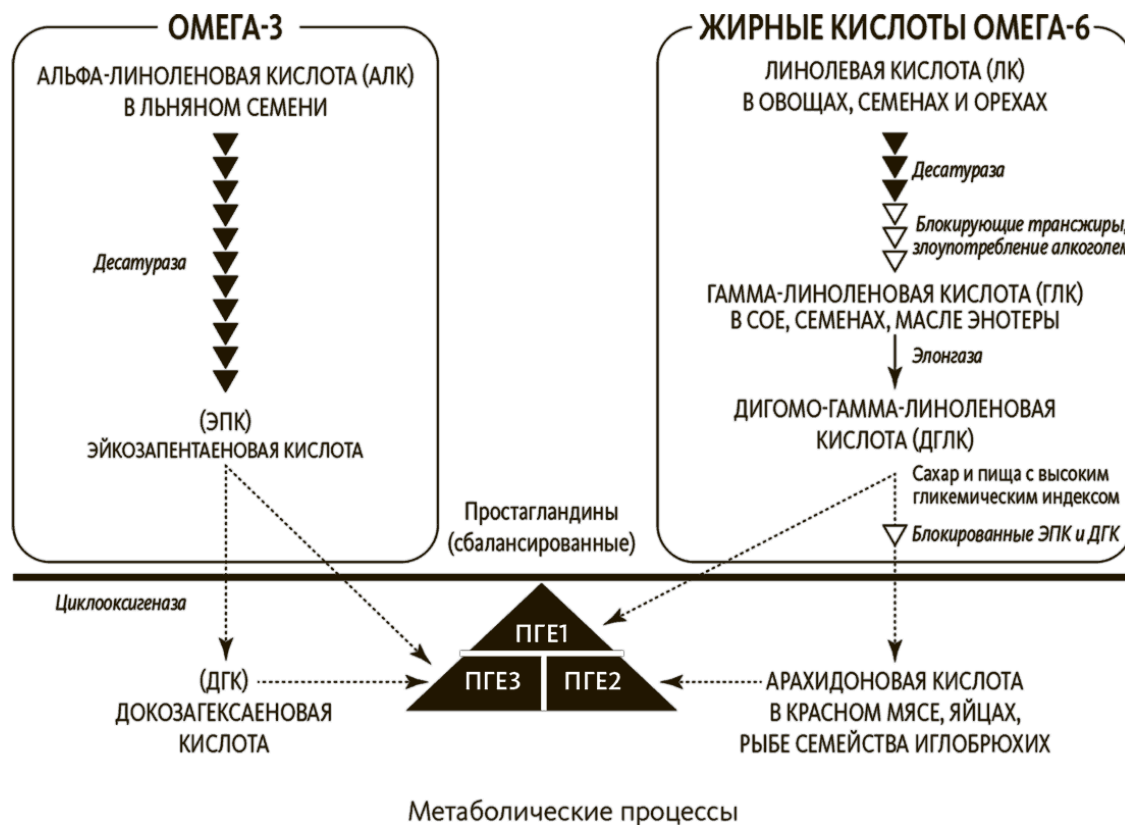 ОМЕГА-3
АЛЬФА-ЛИНОЛЕНОВАЯ КИСЛОТА (АЛК)
В ЛЬНЯНОМ СЕМЕНИ
Десатураза
(ЭПК)
ЭЙКОЗАПЕНТАЕНОВАЯ КИСЛОТА
ЖИРНЫЕ КИСЛОТЫ ОМЕГА-6
ЛИНОЛЕВАЯ КИСЛОТА (ЛК)
В ОВОЩАХ, СЕМЕНАХ И ОРЕХАХ
Десатураза
Блокирующие трансжиры,
злоупотребление алкоголем
ГАММА-ЛИНОЛЕНОВАЯ КИСЛОТА (ГЛК)
В СОЕ, СЕМЕНАХ, МАСЛЕ ЭНОТЕРЫ
Элонгаза
ДИГОМО-ГАММА-ЛИНОЛЕНОВАЯ
КИСЛОТА (ДГЛК)
Сахар и пища с высоким
гликемическим индексом
Блокированные ЭПК и ДГК
Простагландины
(сбалансированные)
Циклооксигеназа
ПГЕ1
ПГЕ3
ПГЕ2
(ДГК)
ДОКОЗАГЕКСАЕНОВАЯ
КИСЛОТА
АРАХИДОНОВАЯ КИСЛОТА
В КРАСНОМ МЯСЕ, ЯЙЦАХ,
РЫБЕ СЕМЕЙСТВА ИГЛОБРЮХИХ
Метаболические процессы